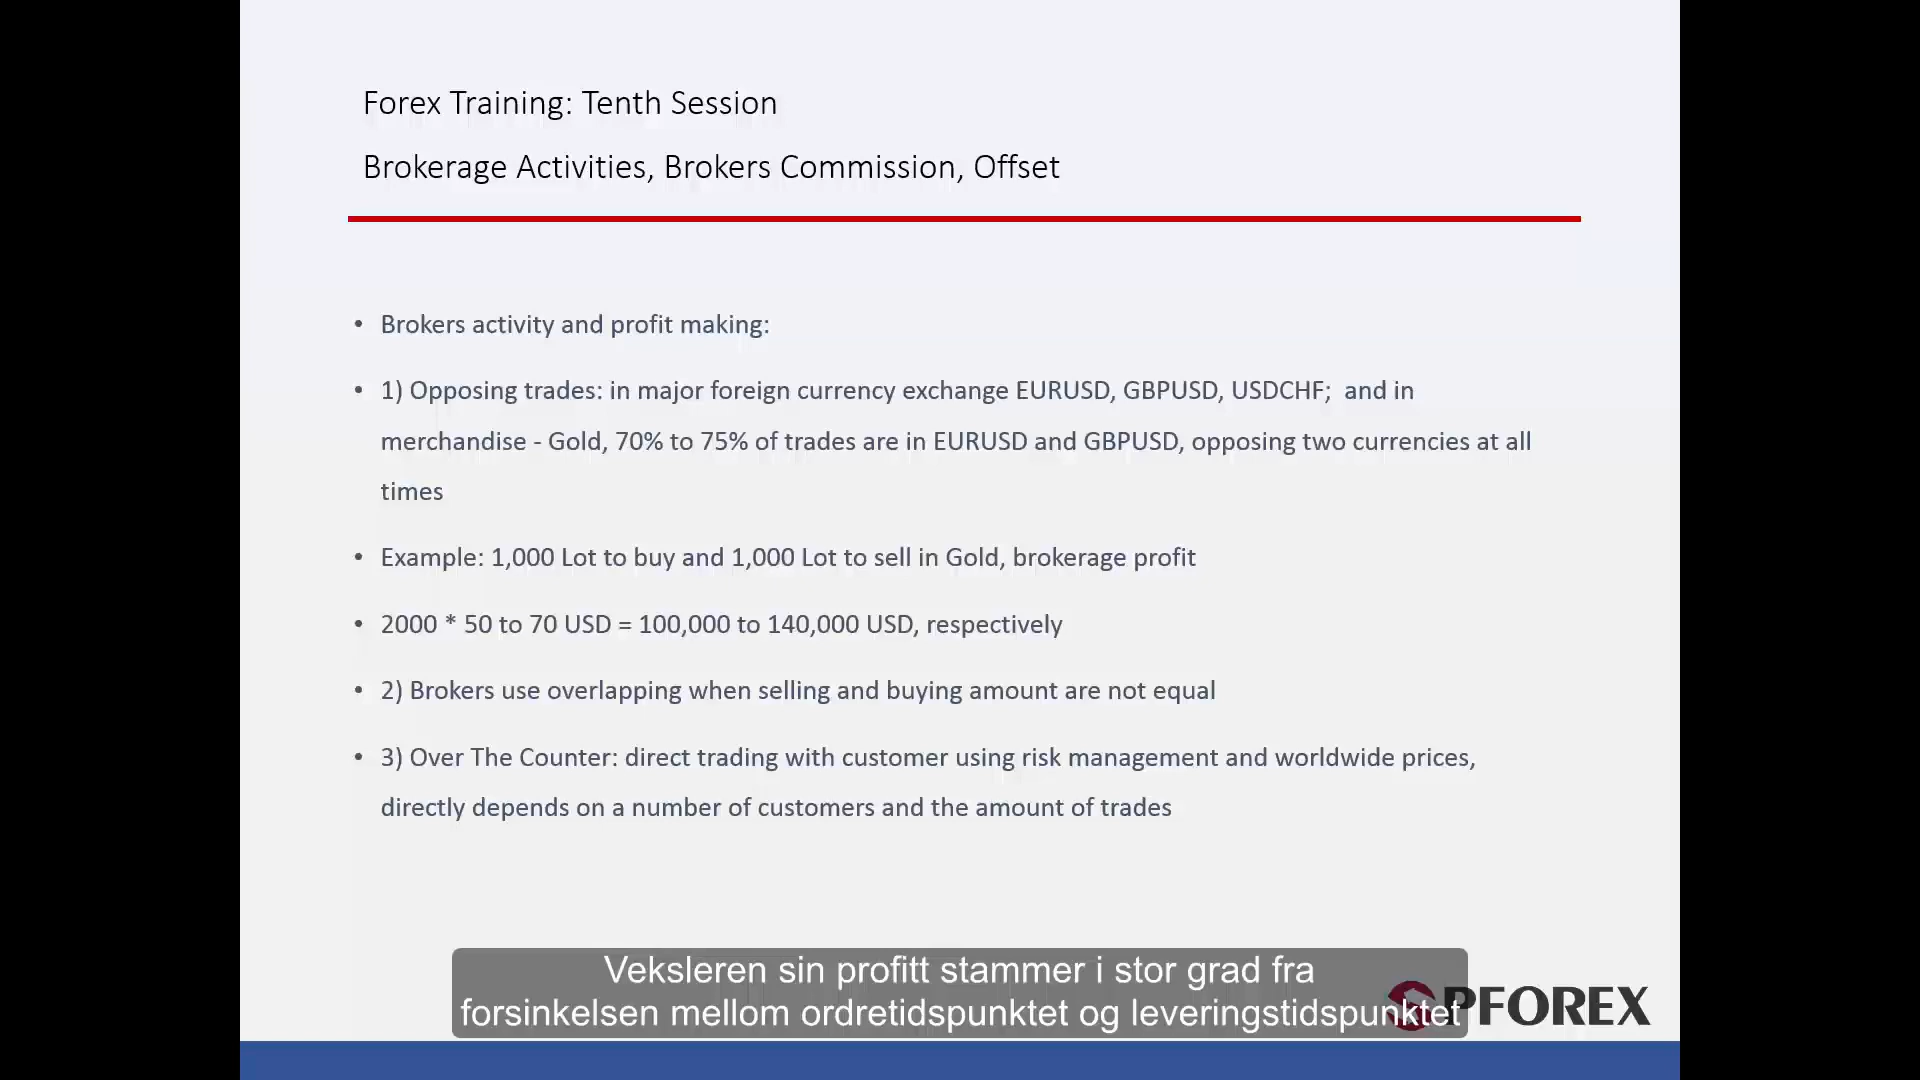 Forex Training: Tenth Session
Brokerage Activities, Brokers Commission, Offset
• Brokers activity and profit making:
• 1) Opposing trades: in major foreign currency exchange EURUSD, GBPUSD, USDCHF;  and in
merchandise - Gold, 70% to 75% of trades are in EURUSD and GBPUSD, opposing two currencies at all
times
• Example: 1,000 Lot to buy and 1,000 Lot to sell in Gold, brokerage profit
• 2000 * 50 to 70 USD = 100,000 to 140,000 USD, respectively
• 2) Brokers use overlapping when selling and buying amount are not equal
• 3) Over The Counter: direct trading with customer using risk management and worldwide prices,
directly depends on a number of customers and the amount of trades
Veksleren sin profitt stammer i stor grad fra
forsinkelsen mellom ordretidspunktet og leveringstidspunktet
PFOREX